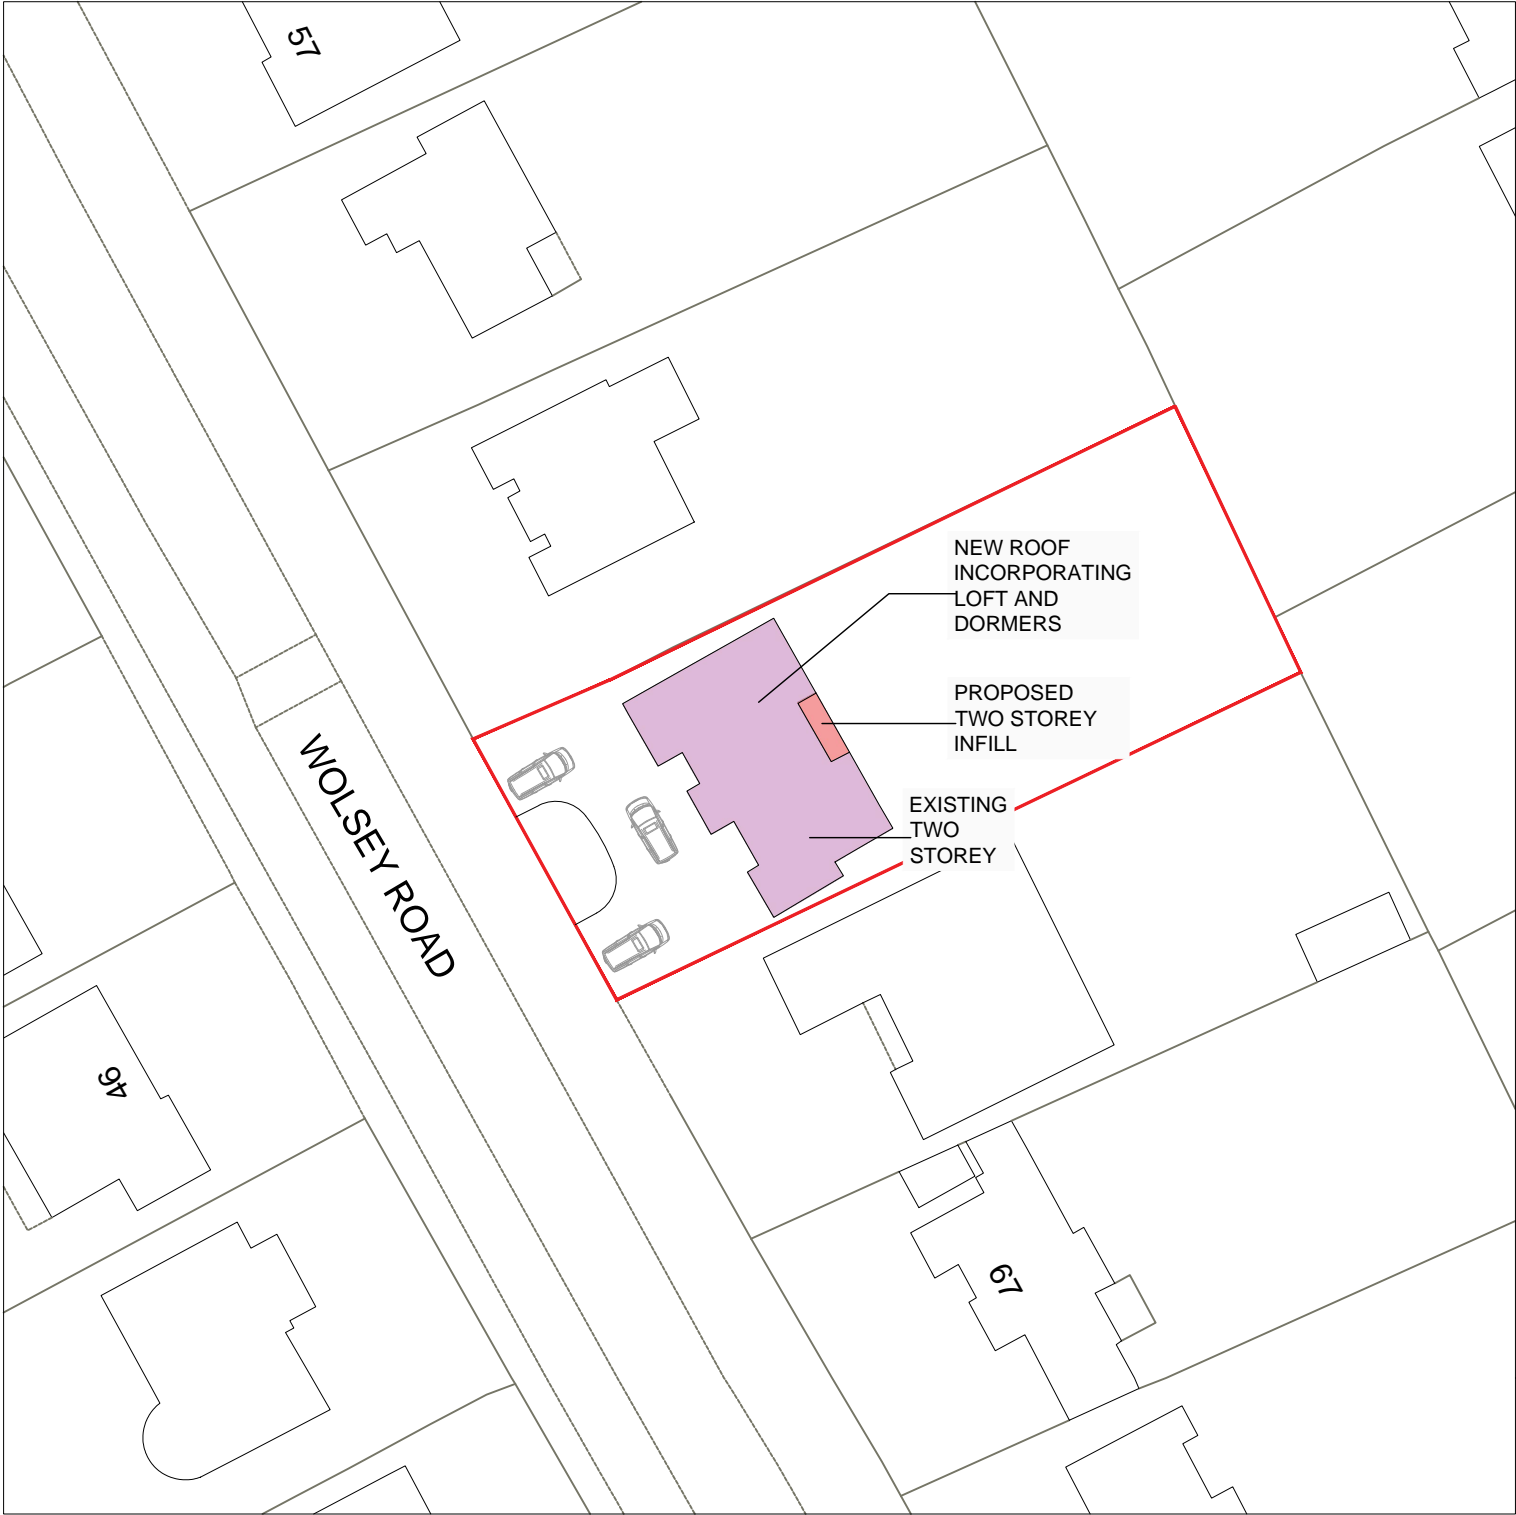 57
NEW ROOF
INCORPORATING
LOFT AND
DORMERS
PROPOSED
TWO STOREY
INFILL
EXISTING
TWO
STOREY
WOLSEY ROAD
46
67